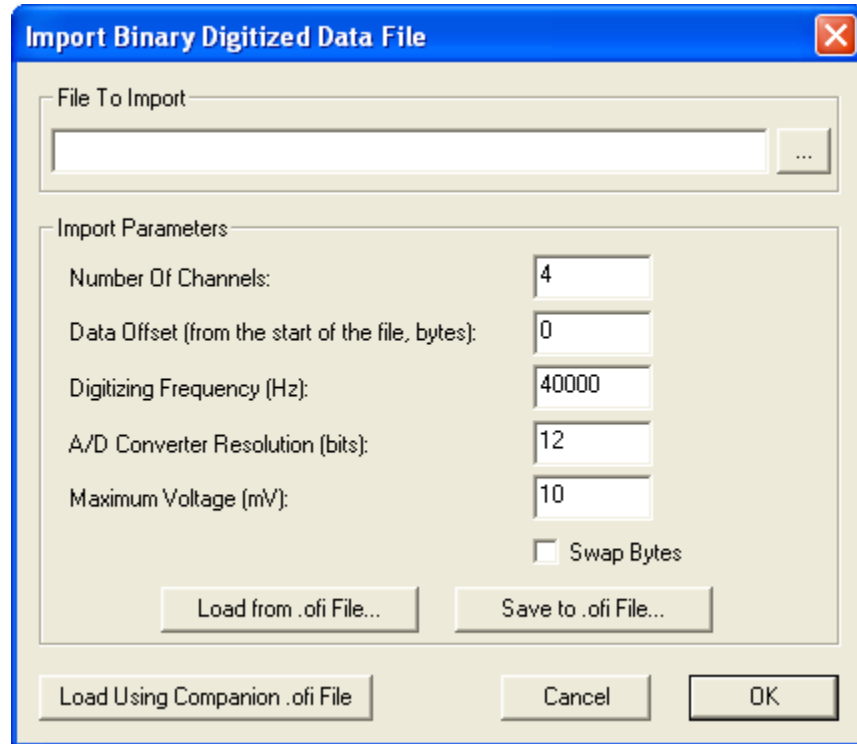 Import Binary Digitized Data File
File To Import
...
Import Parameters
Number Of Channels: 4
Data Offset (from the start of the file, bytes): 0
Digitizing Frequency (Hz): 40000
A/D Converter Resolution (bits): 12
Maximum Voltage (mV): 10
Swap Bytes
Load from .ofi File... Save to .ofi File...
Load Using Companion .ofi File Cancel OK